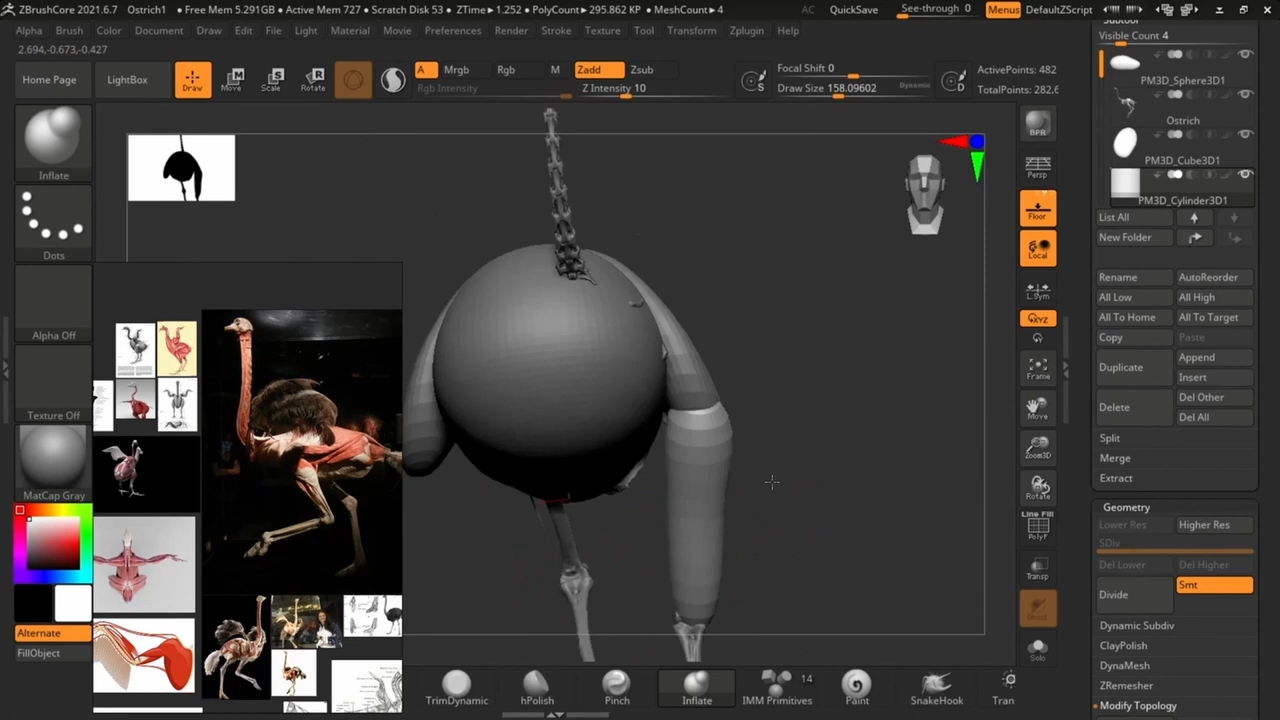 ZBrushCore 2021.6.7 Ostrich1 • Free Mem 5.291GB • Active Mem 727 • Scratch Disk 53 • ZTime▸1.252 • PolyCount▸295.862 KP • MeshCount▸4 AC QuickSave See-through 0 Menus DefaultZScript
Alpha Brush Color Document Draw Edit File Light Material Movie Preferences Render Stroke Texture Tool Transform Zplugin Help
2.694,-0.673,-0.427
Home Page LightBox Draw Move Scale Rotate
A Mrgb Rgb M Zadd Zsub
Rgb Intensity Z Intensity 10
Focal Shift 0
Draw Size 158.09602 Dynamic
ActivePoints: 482
TotalPoints: 282,6
Inflate
Dots
Alpha Off
Texture Off
MatCap Gray
Alternate
FillObject
BPR
Persp
Floor
Local
L.Sym
XYZ
Frame
Move
Zoom3D
Rotate
Line Fill
PolyF
Transp
Ghost
Solo
Subtool
Visible Count 4
PM3D_Sphere3D1
Ostrich
PM3D_Cube3D1
PM3D_Cylinder3D1
List All
New Folder
Rename AutoReorder
All Low All High
All To Home All To Target
Copy Paste
Duplicate Append
Insert
Delete Del Other
Del All
Split
Merge
Extract
Geometry
Lower Res Higher Res
SDiv
Del Lower Del Higher
Divide Smt
Dynamic Subdiv
ClayPolish
DynaMesh
ZRemesher
Modify Topology
TrimDynamic hPolish Pinch Inflate IMM Primitives 14 Paint SnakeHook Tran